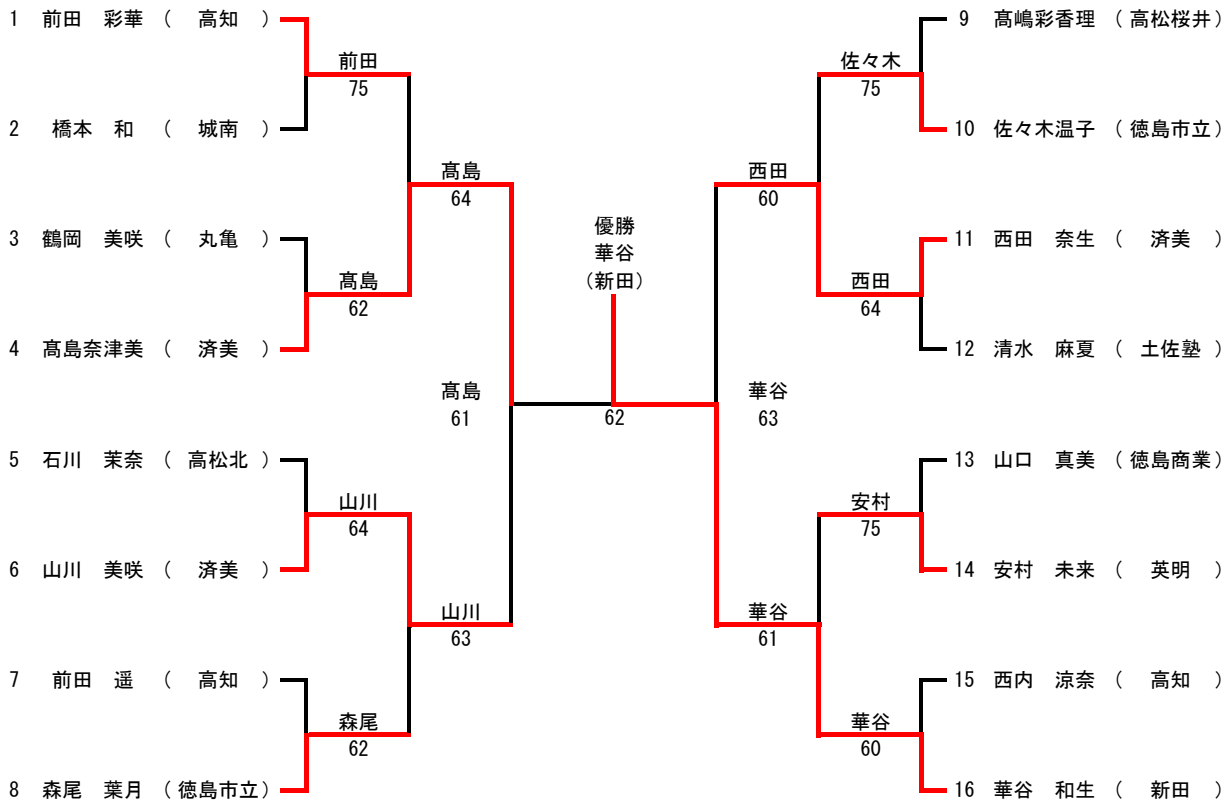 1 前田 彩華 ( 高知 )
前田
75
2 橋本 和 ( 城南 )
髙島
64
3 鶴岡 美咲 ( 丸亀 )
髙島
62
4 髙島奈津美 ( 済美 )
髙島
61
5 石川 茉奈 ( 高松北 )
山川
64
6 山川 美咲 ( 済美 )
山川
63
7 前田 遥 ( 高知 )
森尾
62
8 森尾 葉月 ( 徳島市立 )
優勝
華谷
(新田)
62
9 髙嶋彩香理 ( 高松桜井 )
佐々木
75
10 佐々木温子 ( 徳島市立 )
西田
60
11 西田 奈生 ( 済美 )
西田
64
12 清水 麻夏 ( 土佐塾 )
華谷
63
13 山口 真美 ( 徳島商業 )
安村
75
14 安村 未来 ( 英明 )
華谷
61
15 西内 涼奈 ( 高知 )
華谷
60
16 華谷 和生 ( 新田 )